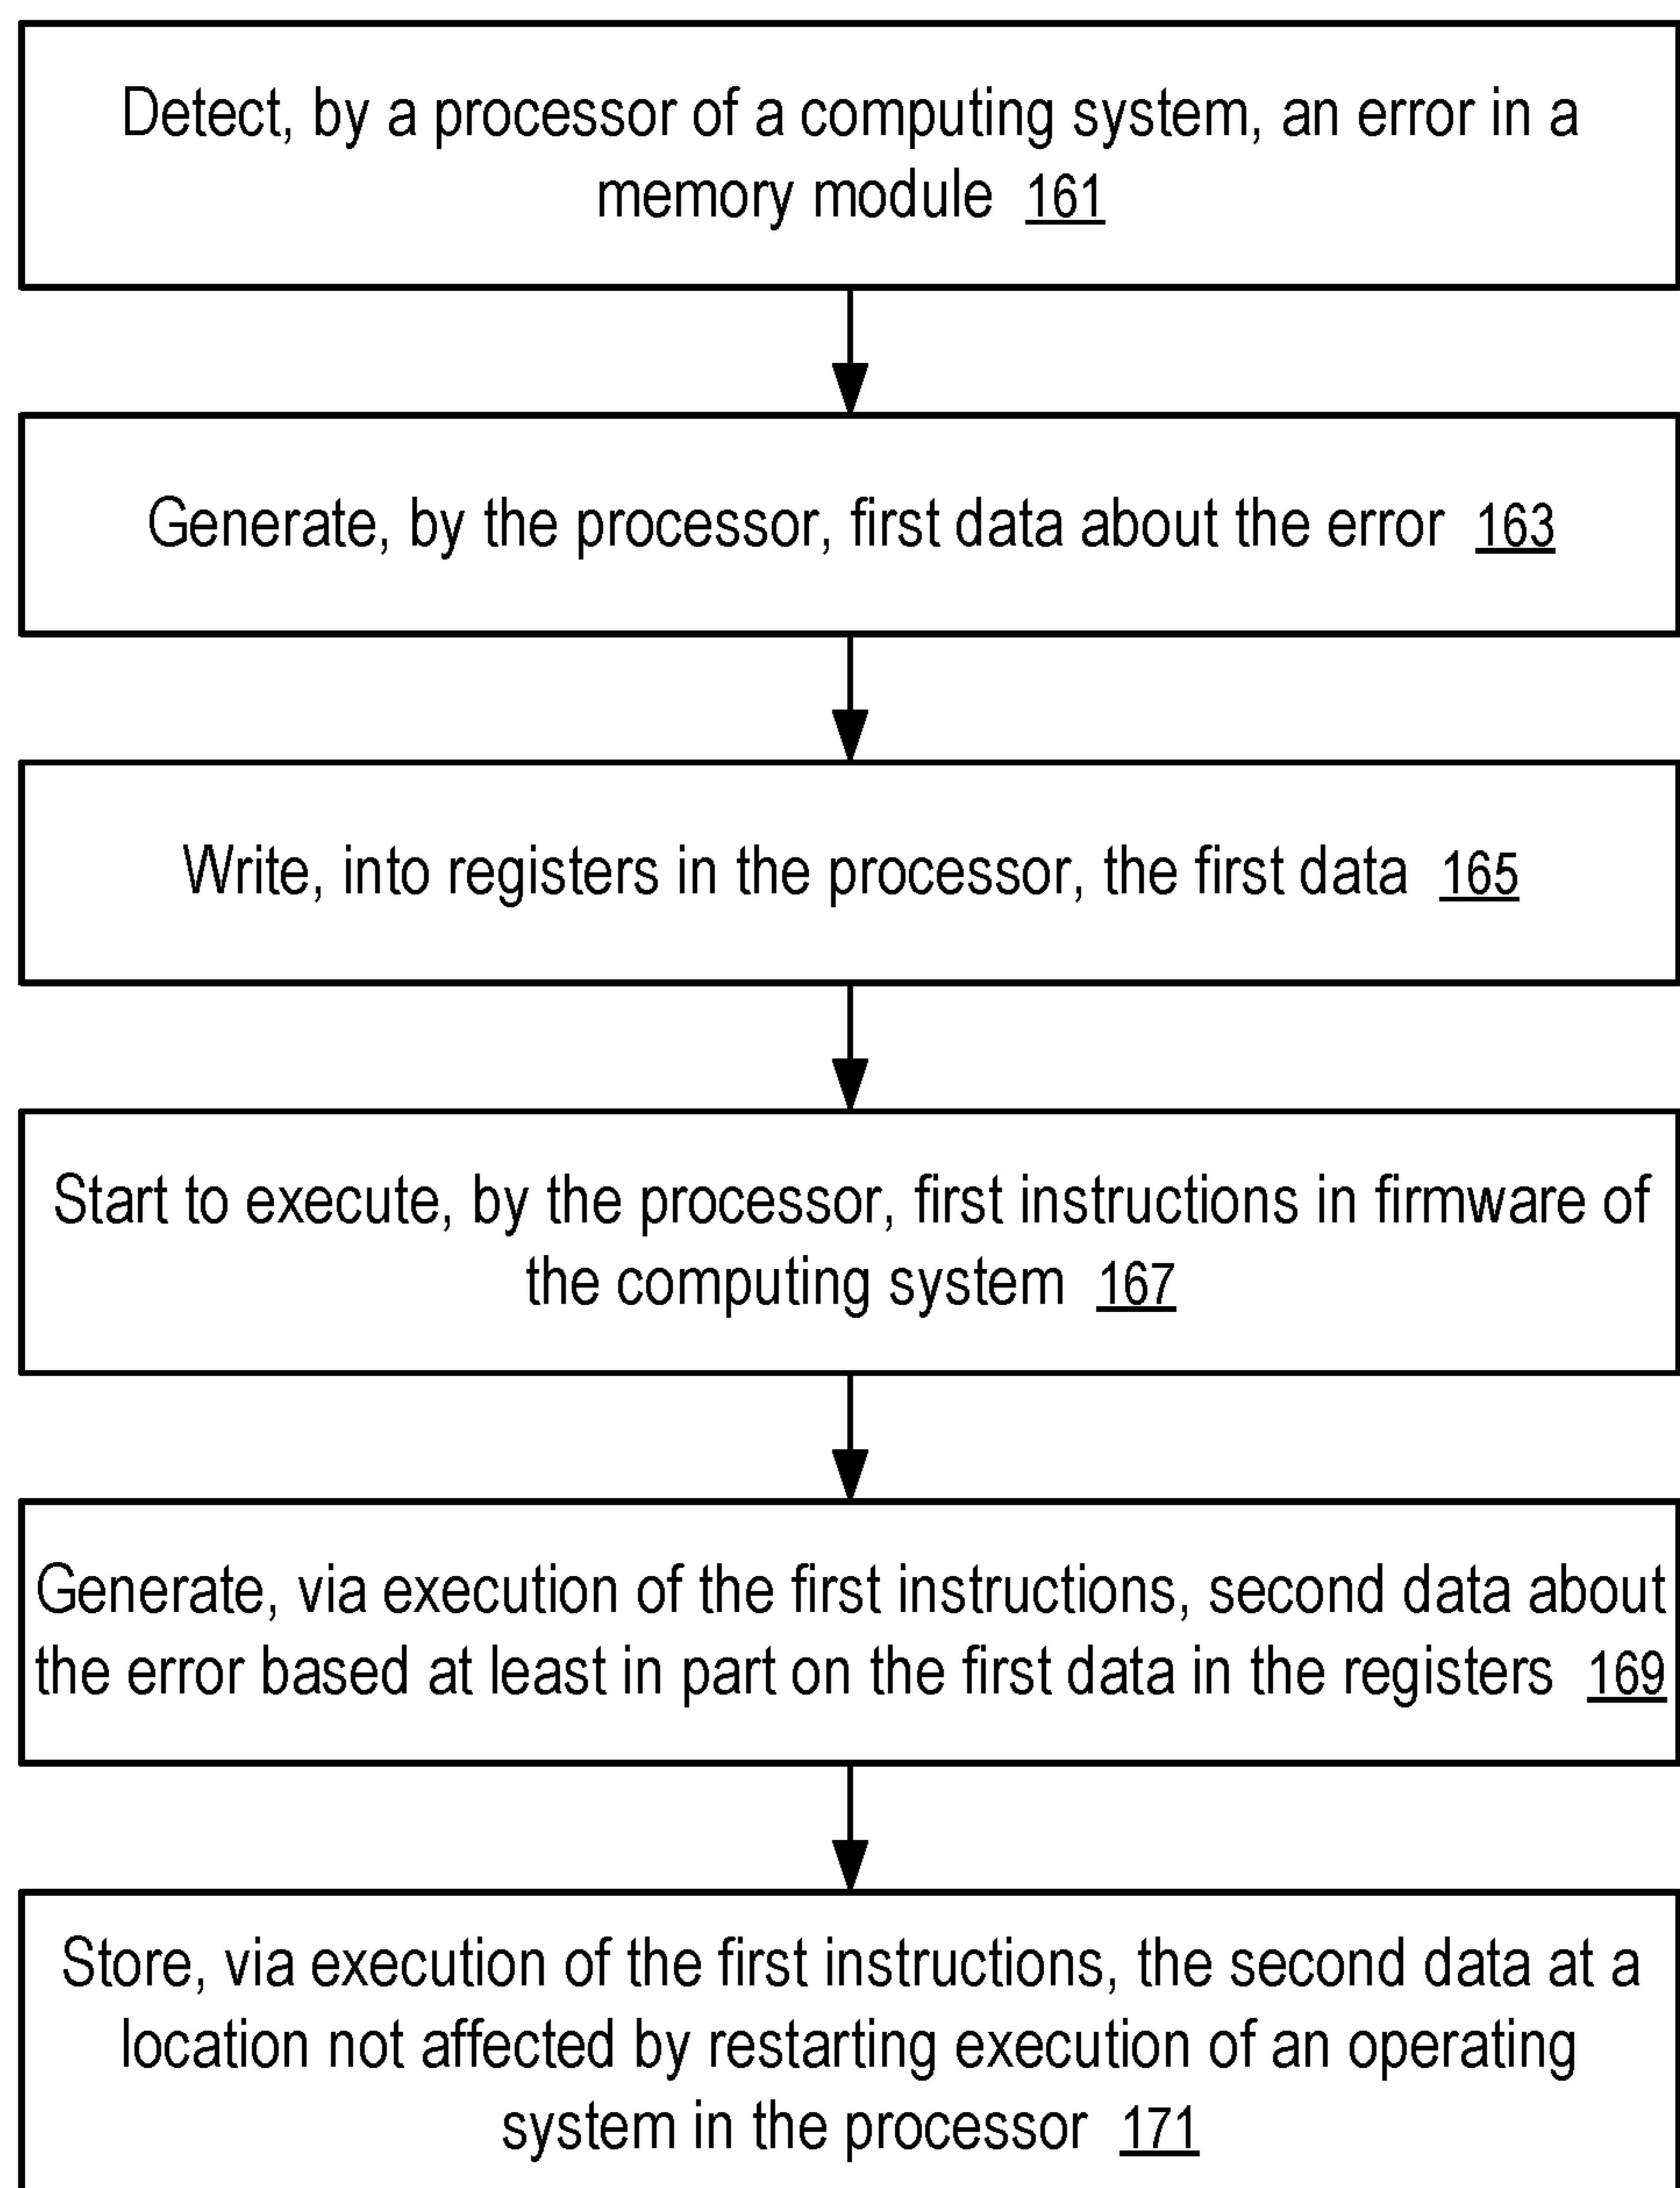 Detect, by a processor of a computing system, an error in a
memory module 161
Generate, by the processor, first data about the error 163
Write, into registers in the processor, the first data 165
Start to execute, by the processor, first instructions in firmware of
the computing system 167
Generate, via execution of the first instructions, second data about
the error based at least in part on the first data in the registers 169
Store, via execution of the first instructions, the second data at a
location not affected by restarting execution of an operating
system in the processor 171